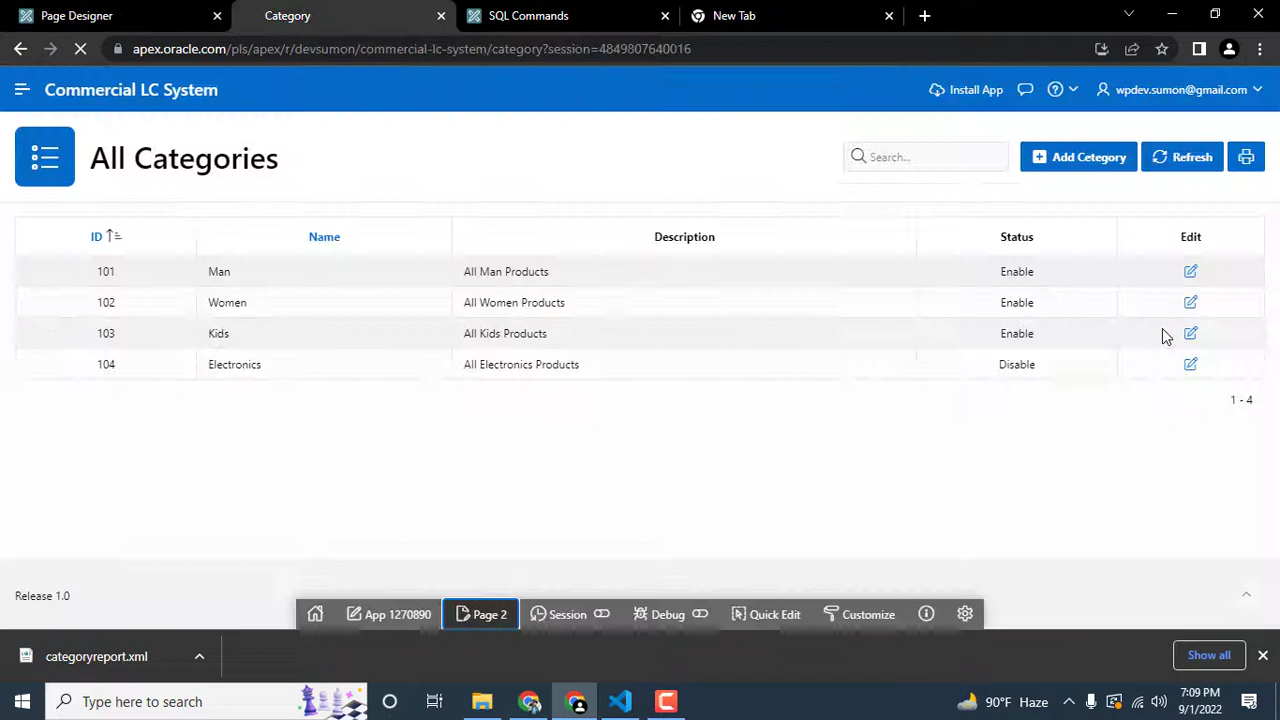 Page Designer
Category
SQL Commands
New Tab
apex.oracle.com/pls/apex/r/devsumon/commercial-lc-system/category?session=4849807640016
Commercial LC System
Install App
wpdev.sumon@gmail.com
All Categories
Search...
Add Category
Refresh
ID Name Description Status Edit
101 Man All Man Products Enable
102 Women All Women Products Enable
103 Kids All Kids Products Enable
104 Electronics All Electronics Products Disable
1 - 4
Release 1.0
App 1270890
Page 2
Session
Debug
Quick Edit
Customize
categoryreport.xml
Show all
Type here to search
90°F Haze
7:09 PM
9/1/2022